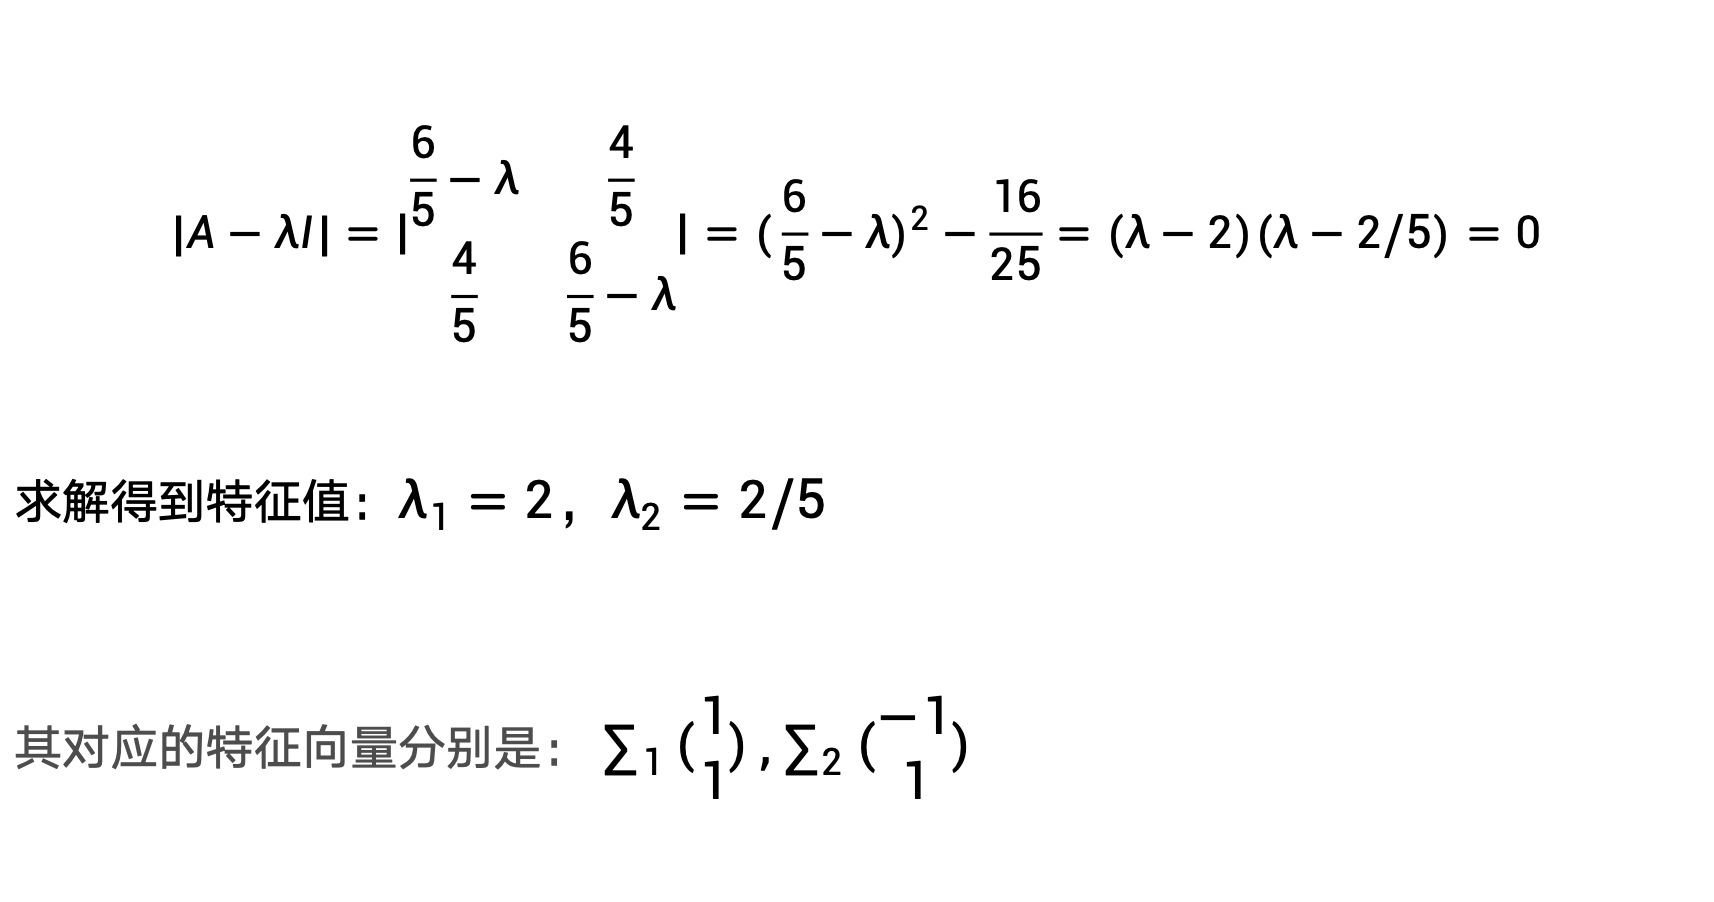 |A − λI| = |6/5 − λ 4/5 4/5 6/5 − λ| = (6/5 − λ)² − 16/25 = (λ − 2)(λ − 2/5) = 0
求解得到特征值：λ₁ = 2, λ₂ = 2/5
其对应的特征向量分别是：∑₁ (1 1), ∑₂ (−1 1)